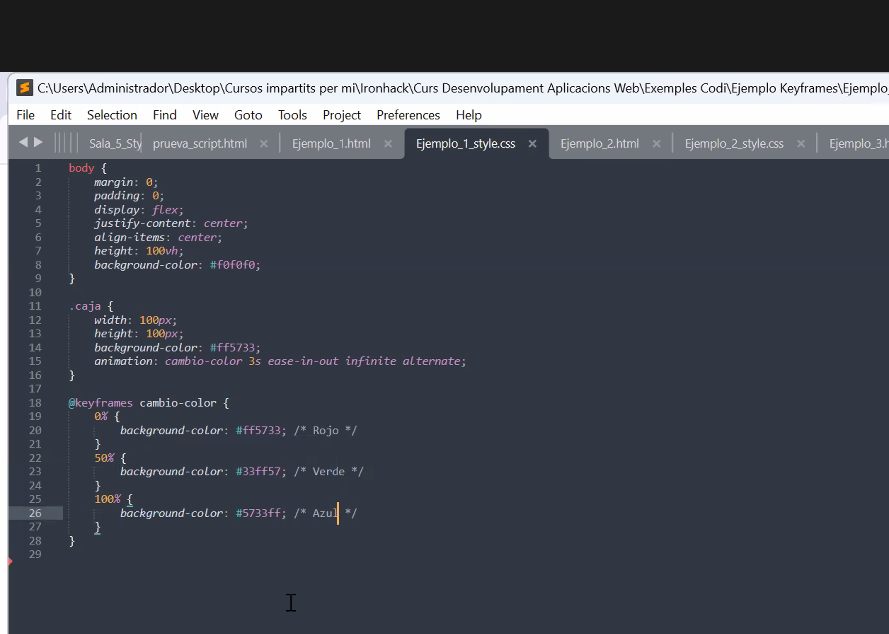 C:\Users\Administrador\Desktop\Cursos impartits per mi\Ironhack\Curs Desenvolupament Aplicacions Web\Exemples Codi\Ejemplo Keyframes\Ejemplo_
File Edit Selection Find View Goto Tools Project Preferences Help
Sala_5_Sty prueva_script.html × Ejemplo_1.html × Ejemplo_1_style.css × Ejemplo_2.html × Ejemplo_2_style.css × Ejemplo_3.h
1 body {
2 margin: 0;
3 padding: 0;
4 display: flex;
5 justify-content: center;
6 align-items: center;
7 height: 100vh;
8 background-color: #f0f0f0;
9 }
10
11 .caja {
12 width: 100px;
13 height: 100px;
14 background-color: #ff5733;
15 animation: cambio-color 3s ease-in-out infinite alternate;
16 }
17
18 @keyframes cambio-color {
19 0% {
20 background-color: #ff5733; /* Rojo */
21 }
22 50% {
23 background-color: #33ff57; /* Verde */
24 }
25 100% {
26 background-color: #5733ff; /* Azul */
27 }
28 }
29